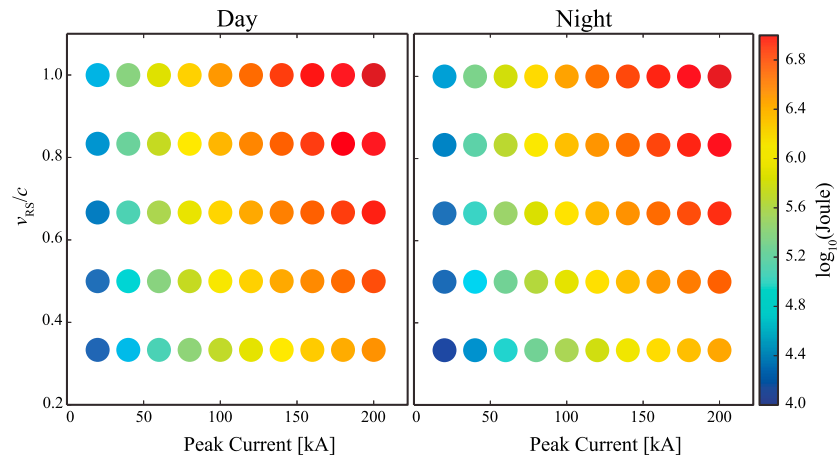 Day Night
1.0
0.8
0.6
0.4
0.2
v_RS/c
0 50 100 150 200
0 50 100 150 200
Peak Current [kA] Peak Current [kA]
6.8
6.4
6.0
5.6
5.2
4.8
4.4
4.0
log₁₀(Joule)